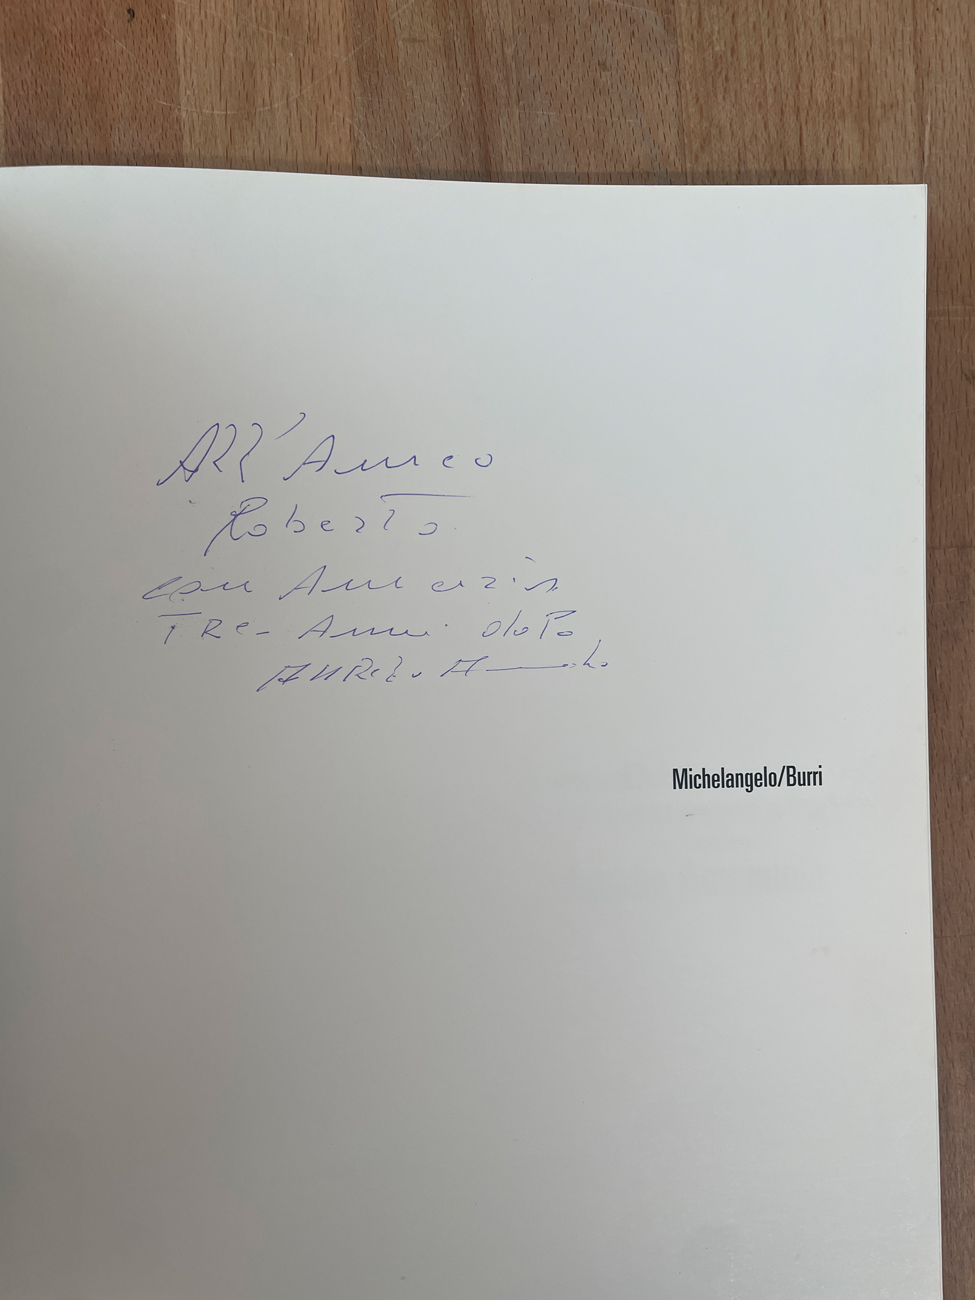 All'Amico
Roberto
con Amicizia
TRe Anni dopo
AURelio
Michelangelo/Burri